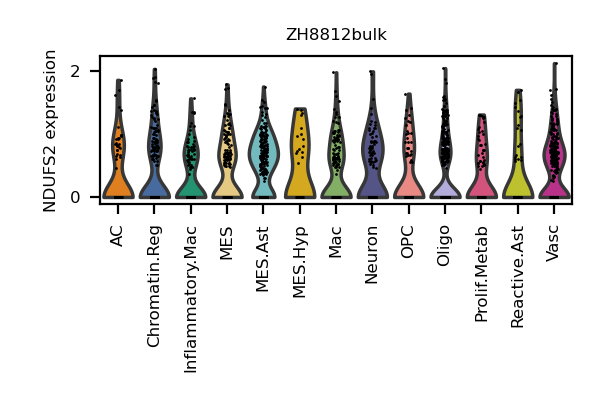 ZH8812bulk
NDUFS2 expression
2
0
AC
Chromatin.Reg
Inflammatory.Mac
MES
MES.Ast
MES.Hyp
Mac
Neuron
OPC
Oligo
Prolif.Metab
Reactive.Ast
Vasc